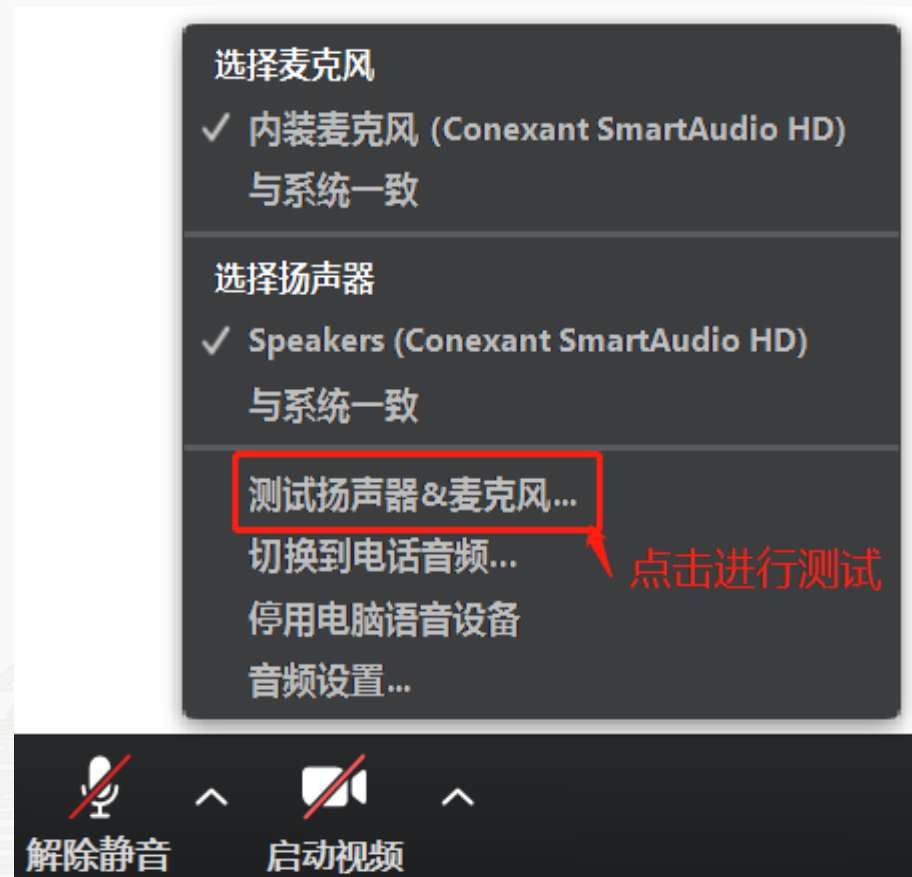 选择麦克风
内装麦克风 (Conexant SmartAudio HD)
与系统一致
选择扬声器
Speakers (Conexant SmartAudio HD)
与系统一致
测试扬声器&麦克风...
切换到电话音频...
点击进行测试
停用电脑语音设备
音频设置...
解除静音
启动视频